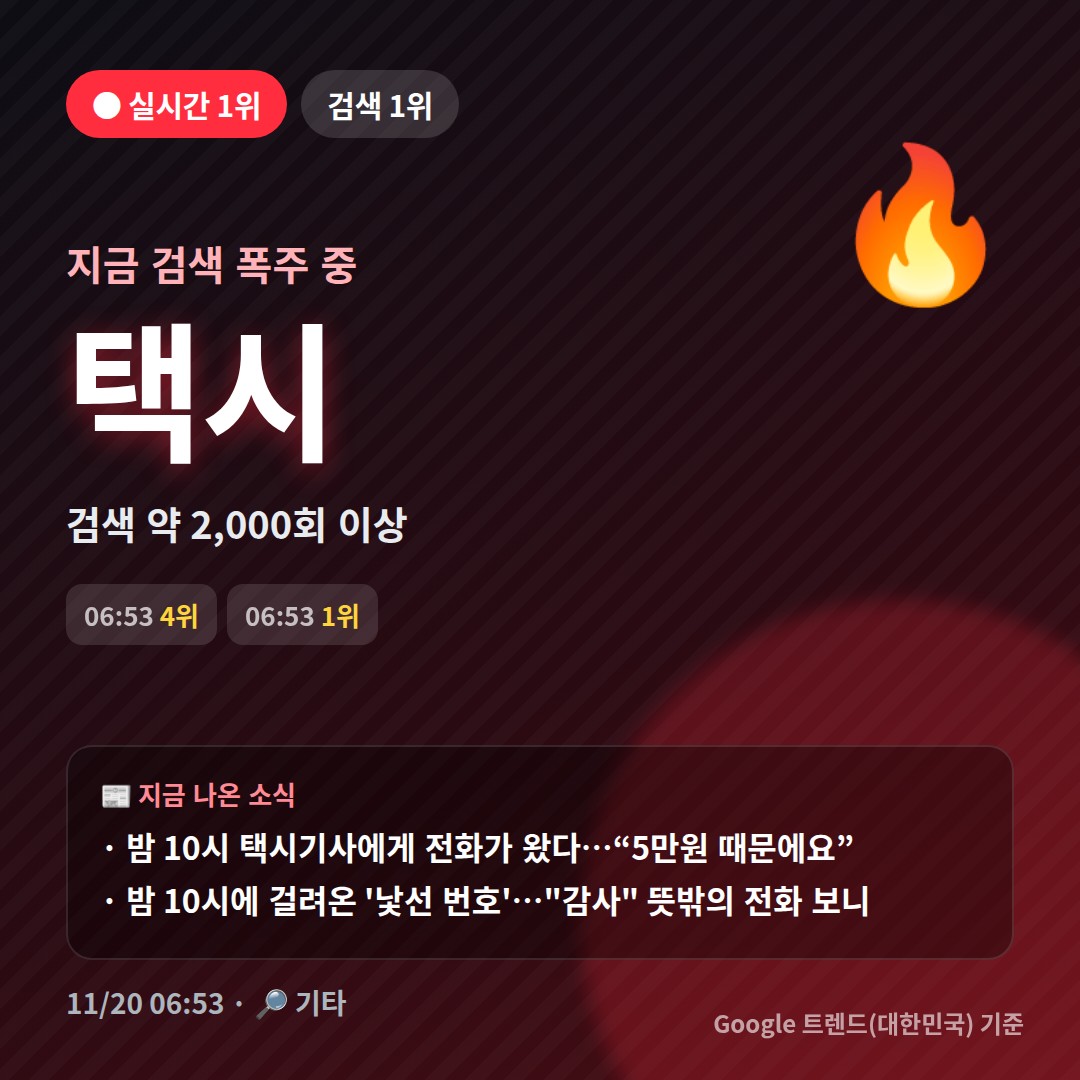 실시간 1위 검색 1위
지금 검색 폭주 중
택시
검색 약 2,000회 이상
06:53 4위 06:53 1위
지금 나온 소식
· 밤 10시 택시기사에게 전화가 왔다…“5만원 때문에요”
· 밤 10시에 걸려온 '낯선 번호'…"감사" 뜻밖의 전화 보니
11/20 06:53 · 🔎 기타
Google 트렌드(대한민국) 기준